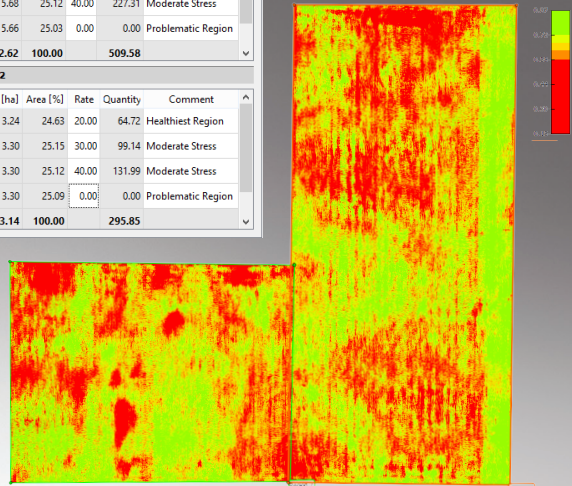 5.68 25.12 40.00 227.31 Moderate Stress
5.66 25.03 0.00 0.00 Problematic Region
2.62 100.00 509.58
2
[ha] Area [%] Rate Quantity Comment
3.24 24.63 20.00 64.72 Healthiest Region
3.30 25.15 30.00 99.14 Moderate Stress
3.30 25.12 40.00 131.99 Moderate Stress
3.30 25.09 0.00 0.00 Problematic Region
3.14 100.00 295.85